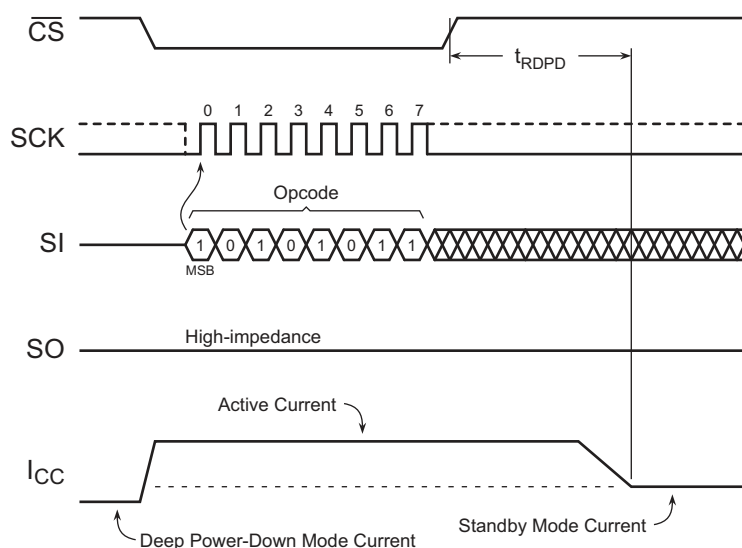 CS
tRDPD
0 1 2 3 4 5 6 7
SCK
Opcode
SI
1 0 1 0 1 0 1 1
MSB
High-impedance
SO
Active Current
ICC
Standby Mode Current
Deep Power-Down Mode Current